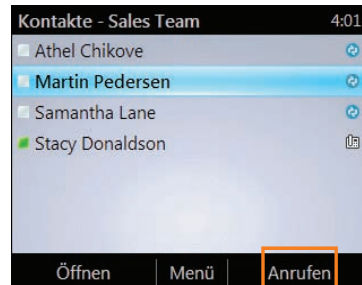 Kontakte - Sales Team 4:01
Athel Chikove
Martin Pedersen
Samantha Lane
Stacy Donaldson
Öffnen Menü Anrufen